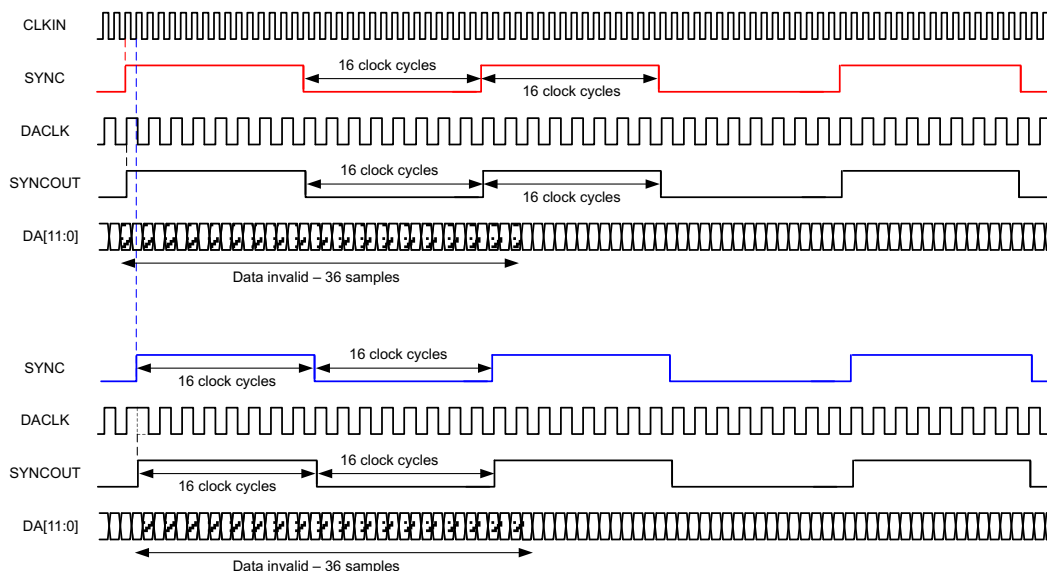 CLKIN
SYNC
16 clock cycles
16 clock cycles
DACLK
SYNCOUT
16 clock cycles
16 clock cycles
DA[11:0]
Data invalid – 36 samples
SYNC
16 clock cycles
16 clock cycles
DACLK
SYNCOUT
16 clock cycles
16 clock cycles
DA[11:0]
Data invalid – 36 samples